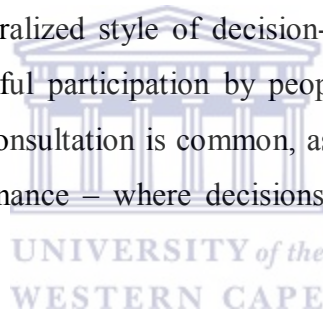 ralized style of decision-
ful participation by peop
onsultation is common, as
nance – where decisions
UNIVERSITY of the
WESTERN CAPE